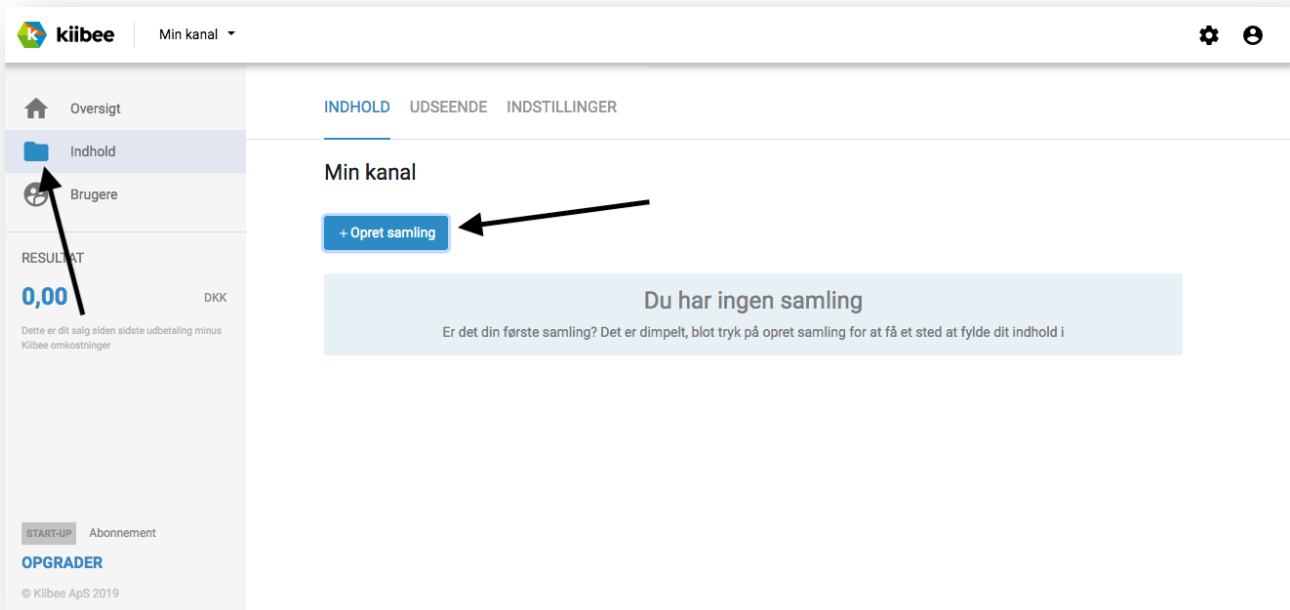 kiibee
Min kanal
Oversigt
Indhold
Brugere
RESULTAT
0,00 DKK
Dette er dit salg siden sidste udbetaling minus
Kiibee omkostninger
START-UP Abonnement
OPGRADER
© Kiibee ApS 2019
INDHOLD UDSEENDE INDSTILLINGER
Min kanal
+ Opret samling
Du har ingen samling
Er det din første samling? Det er dimpelt, blot tryk på opret samling for at få et sted at fylde dit indhold i